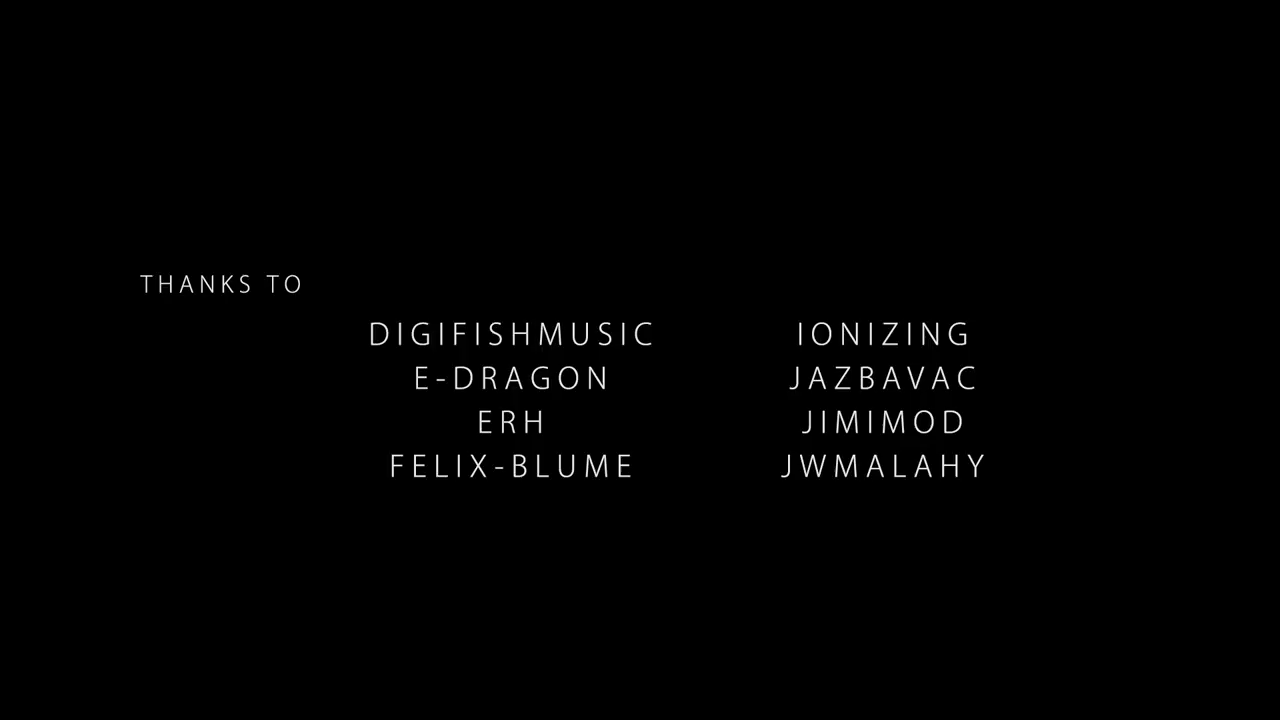 THANKS TO
DIGIFISHMUSIC
E-DRAGON
ERH
FELIX-BLUME
IONIZING
JAZBAVAC
JIMIMOD
JWMALAHY